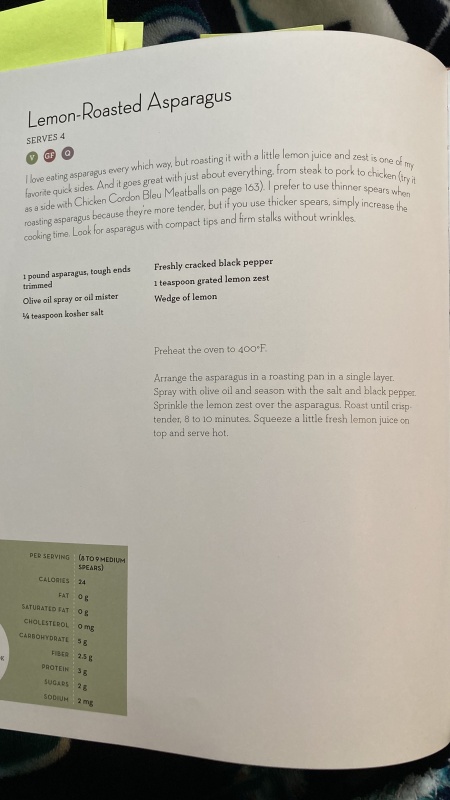 Lemon-Roasted Asparagus
SERVES 4
V GF Q
I love eating asparagus every which way, but roasting it with a little lemon juice and zest is one of my
favorite quick sides. And it goes great with just about everything, from steak to pork to chicken (try it
as a side with Chicken Cordon Bleu Meatballs on page 163). I prefer to use thinner spears when
roasting asparagus because they're more tender, but if you use thicker spears, simply increase the
cooking time. Look for asparagus with compact tips and firm stalks without wrinkles.
1 pound asparagus, tough ends
trimmed
Olive oil spray or oil mister
¼ teaspoon kosher salt
Freshly cracked black pepper
1 teaspoon grated lemon zest
Wedge of lemon
Preheat the oven to 400°F.
Arrange the asparagus in a roasting pan in a single layer.
Spray with olive oil and season with the salt and black pepper.
Sprinkle the lemon zest over the asparagus. Roast until crisp-
tender, 8 to 10 minutes. Squeeze a little fresh lemon juice on
top and serve hot.
PER SERVING (8 TO 9 MEDIUM
SPEARS)
CALORIES 24
FAT 0 g
SATURATED FAT 0 g
CHOLESTEROL 0 mg
CARBOHYDRATE 5 g
FIBER 2.5 g
PROTEIN 3 g
SUGARS 2 g
SODIUM 2 mg